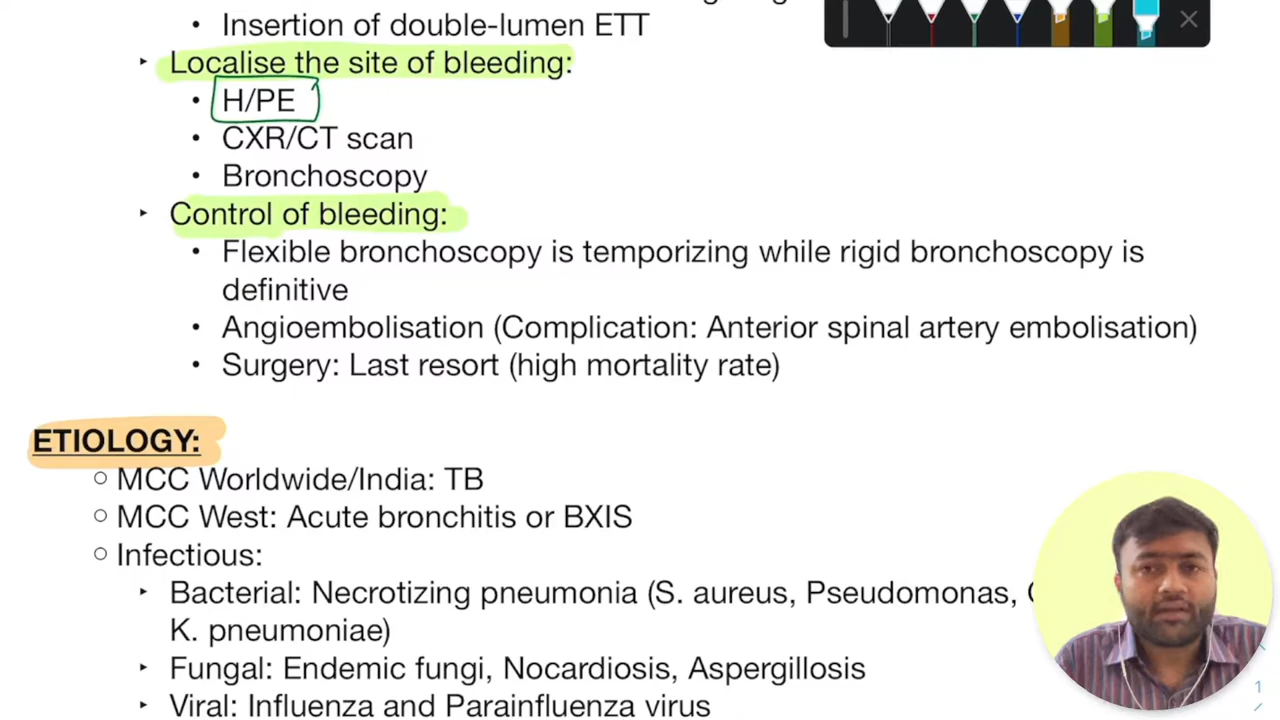 • Insertion of double-lumen ETT
‣ Localise the site of bleeding:
• H/PE
• CXR/CT scan
• Bronchoscopy
‣ Control of bleeding:
• Flexible bronchoscopy is temporizing while rigid bronchoscopy is
definitive
• Angioembolisation (Complication: Anterior spinal artery embolisation)
• Surgery: Last resort (high mortality rate)
ETIOLOGY:
○ MCC Worldwide/India: TB
○ MCC West: Acute bronchitis or BXIS
○ Infectious:
‣ Bacterial: Necrotizing pneumonia (S. aureus, Pseudomonas,
K. pneumoniae)
‣ Fungal: Endemic fungi, Nocardiosis, Aspergillosis
‣ Viral: Influenza and Parainfluenza virus
1